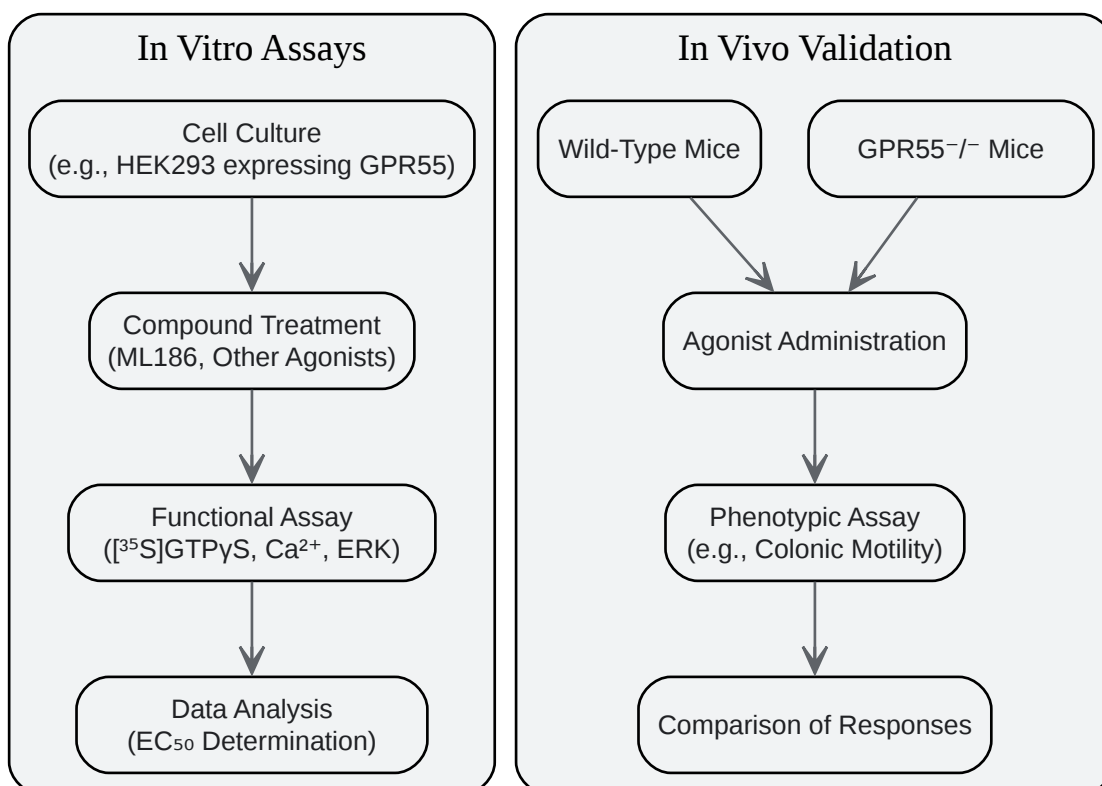 In Vitro Assays
Cell Culture
(e.g., HEK293 expressing GPR55)
Compound Treatment
(ML186, Other Agonists)
Functional Assay
([³⁵S]GTPγS, Ca²⁺, ERK)
Data Analysis
(EC₅₀ Determination)
In Vivo Validation
Wild-Type Mice
GPR55⁻/⁻ Mice
Agonist Administration
Phenotypic Assay
(e.g., Colonic Motility)
Comparison of Responses